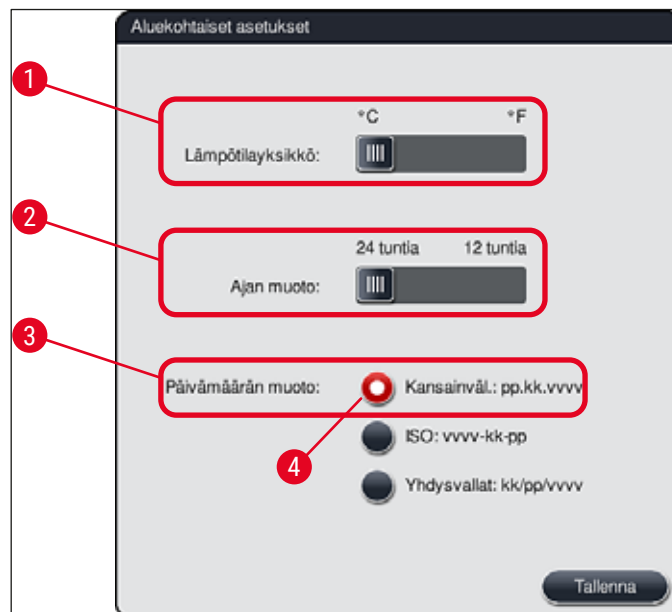 Aluekohtaiset asetukset
1
°C °F
Lämpötilayksikkö:
2
24 tuntia 12 tuntia
Ajan muoto:
3
Päivämäärän muoto: Kansainväl.: pp.kk.vvvv
4
ISO: vvvv-kk-pp
Yhdysvallat: kk/pp/vvvv
Tallenna